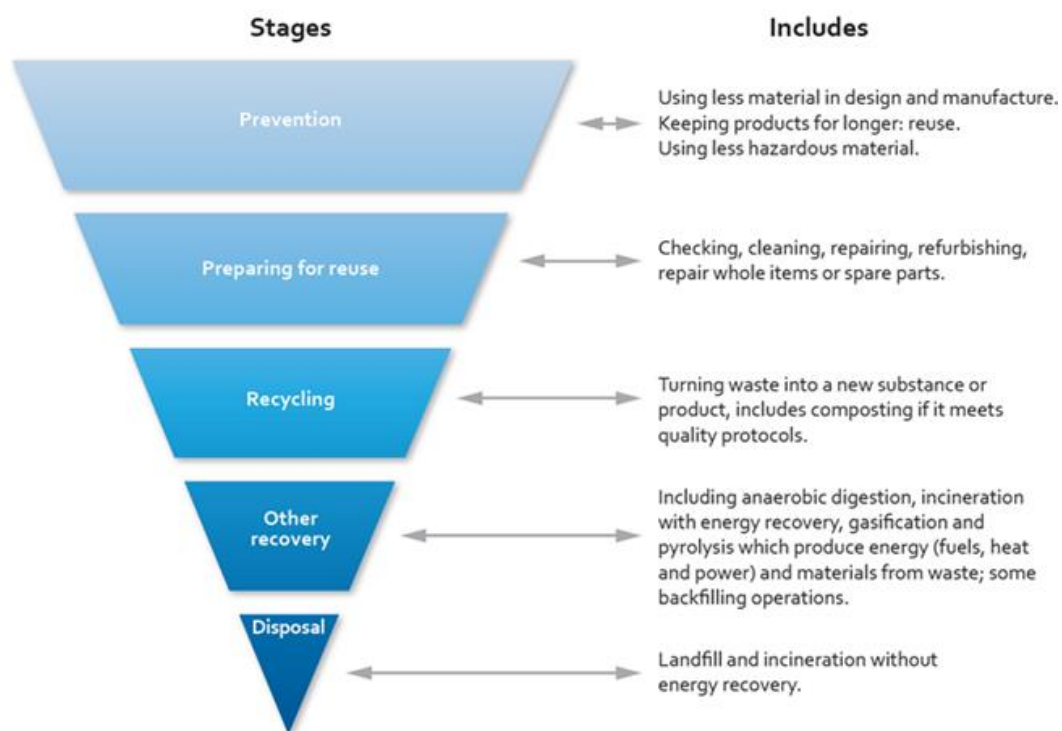 Stages
Includes
Prevention
Using less material in design and manufacture.
Keeping products for longer: reuse.
Using less hazardous material.
Preparing for reuse
Checking, cleaning, repairing, refurbishing,
repair whole items or spare parts.
Recycling
Turning waste into a new substance or
product, includes composting if it meets
quality protocols.
Other
recovery
Including anaerobic digestion, incineration
with energy recovery, gasification and
pyrolysis which produce energy (fuels, heat
and power) and materials from waste; some
backfilling operations.
Disposal
Landfill and incineration without
energy recovery.